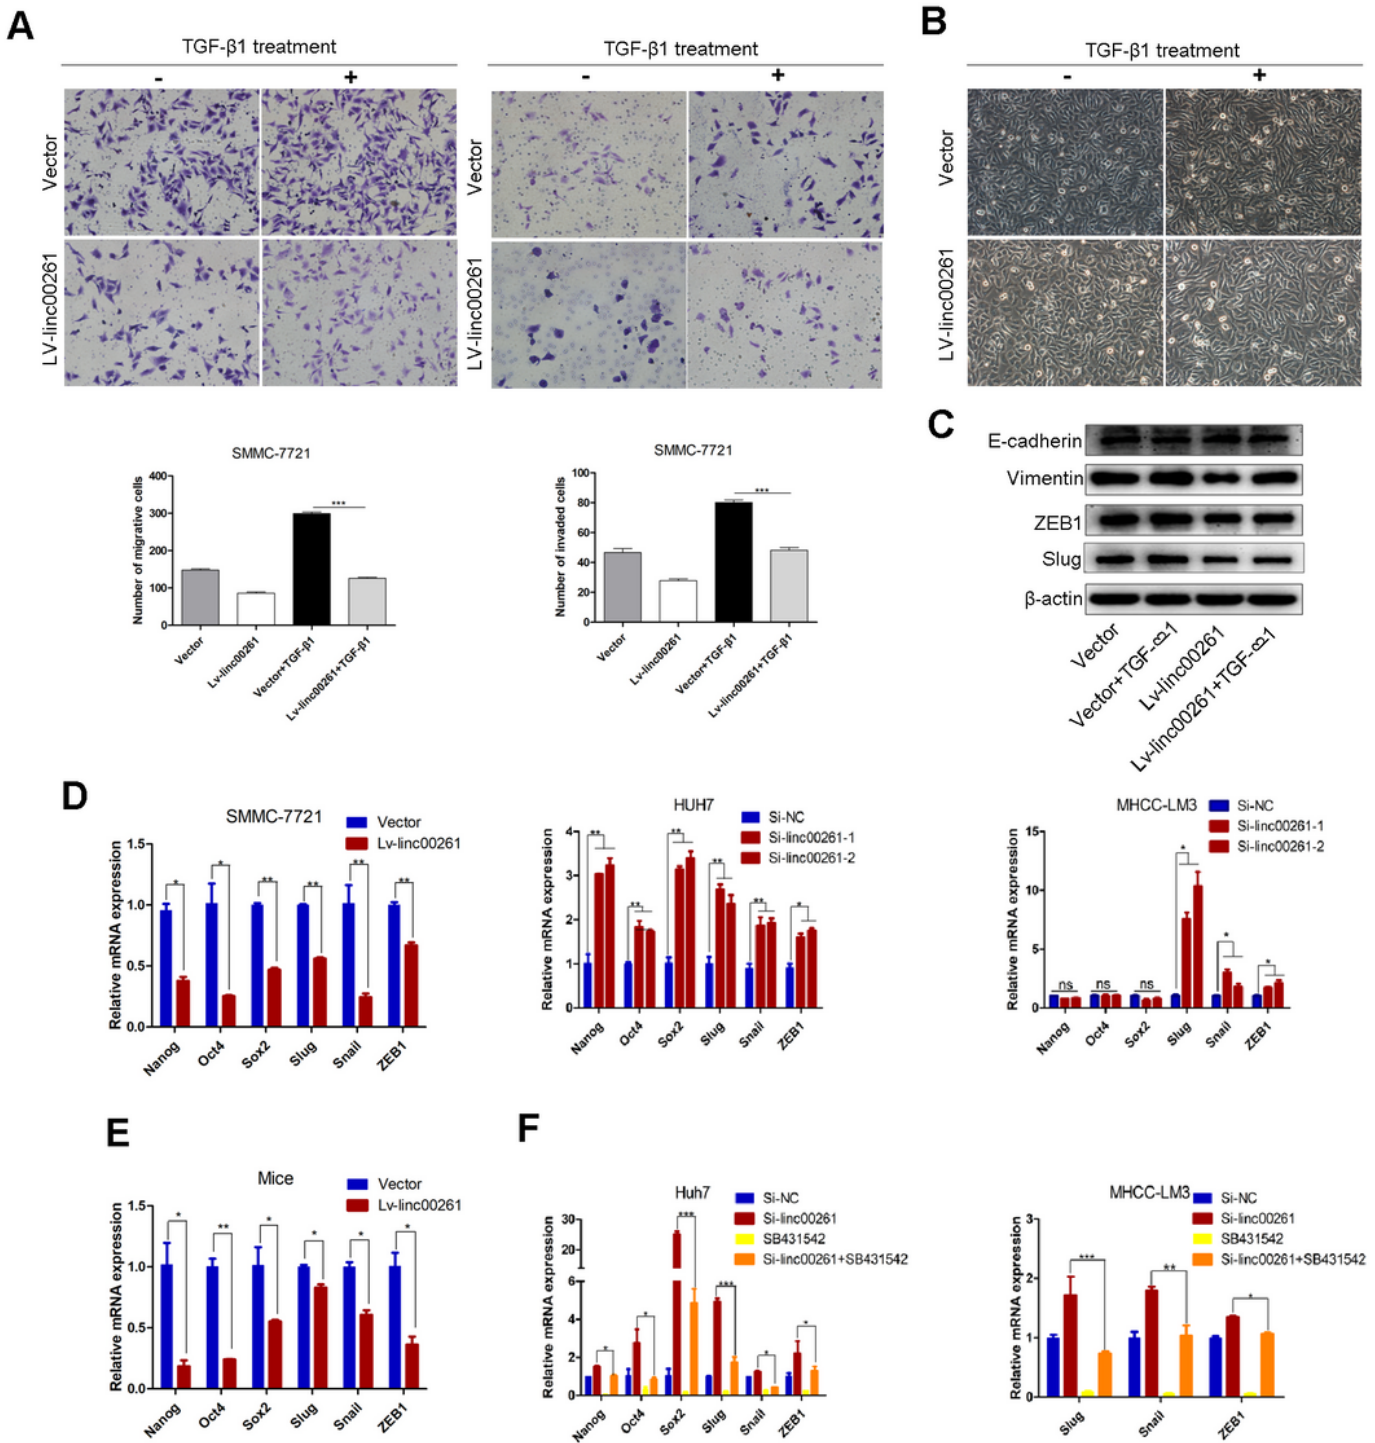 A
TGF-β1 treatment
- +
Vector
LV-linc00261
TGF-β1 treatment
- +
Vector
LV-linc00261
B
TGF-β1 treatment
- +
Vector
LV-linc00261
SMMC-7721
Number of migrative cells
400
300
200
100
0
***
Vector
Lv-linc00261
Vector+TGF-β1
Lv-linc00261+TGF-β1
SMMC-7721
Number of invaded cells
100
80
60
40
20
0
***
Vector
Lv-linc00261
Vector+TGF-β1
Lv-linc00261+TGF-β1
C
E-cadherin
Vimentin
ZEB1
Slug
β-actin
Vector
Vector+TGF-ꝏ-1
Lv-linc00261
Lv-linc00261+TGF-ꝏ-1
D
SMMC-7721
Vector
Lv-linc00261
Relative mRNA expression
1.5
1.0
0.5
0.0
* * ** ** ** **
Nanog Oct4 Sox2 Slug Snail ZEB1
HUH7
Si-NC
Si-linc00261-1
Si-linc00261-2
Relative mRNA expression
4
3
2
1
0
** ** ** ** ** *
Nanog Oct4 Sox2 Slug Snail ZEB1
MHCC-LM3
Si-NC
Si-linc00261-1
Si-linc00261-2
Relative mRNA expression
15
10
5
0
ns ns ns * * *
Nanog Oct4 Sox2 Slug Snail ZEB1
E
Mice
Vector
Lv-linc00261
Relative mRNA expression
1.5
1.0
0.5
0.0
* ** * * * *
Nanog Oct4 Sox2 Slug Snail ZEB1
F
Huh7
Si-NC
Si-linc00261
SB431542
Si-linc00261+SB431542
Relative mRNA expression
30
20
6
4
2
0
* * *** *** * *
Nanog Oct4 Sox2 Slug Snail ZEB1
MHCC-LM3
Si-NC
Si-linc00261
SB431542
Si-linc00261+SB431542
Relative mRNA expression
3
2
1
0
*** ** *
Slug Snail ZEB1